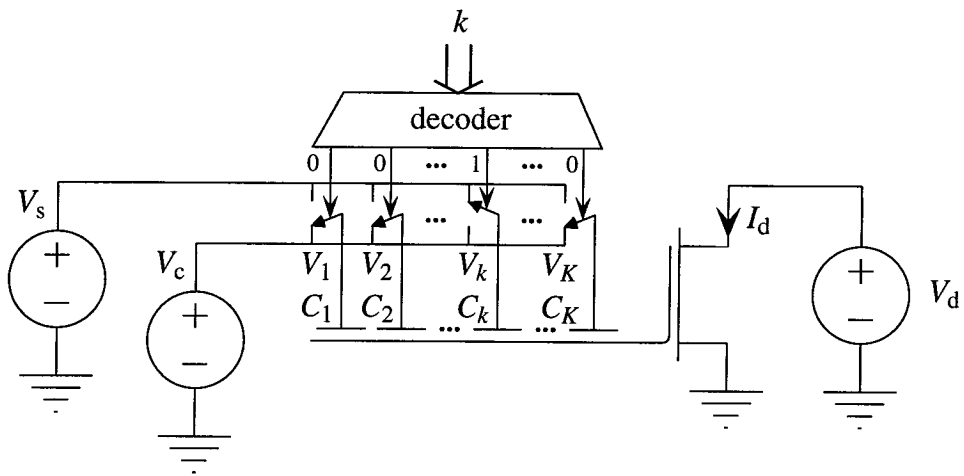 k
decoder
0 0 ... 1 ... 0
V_s
+
−
V_c
+
−
... ...
V_1 V_2 V_k V_K
C_1 C_2 ... C_k ... C_K
I_d
+
−
V_d